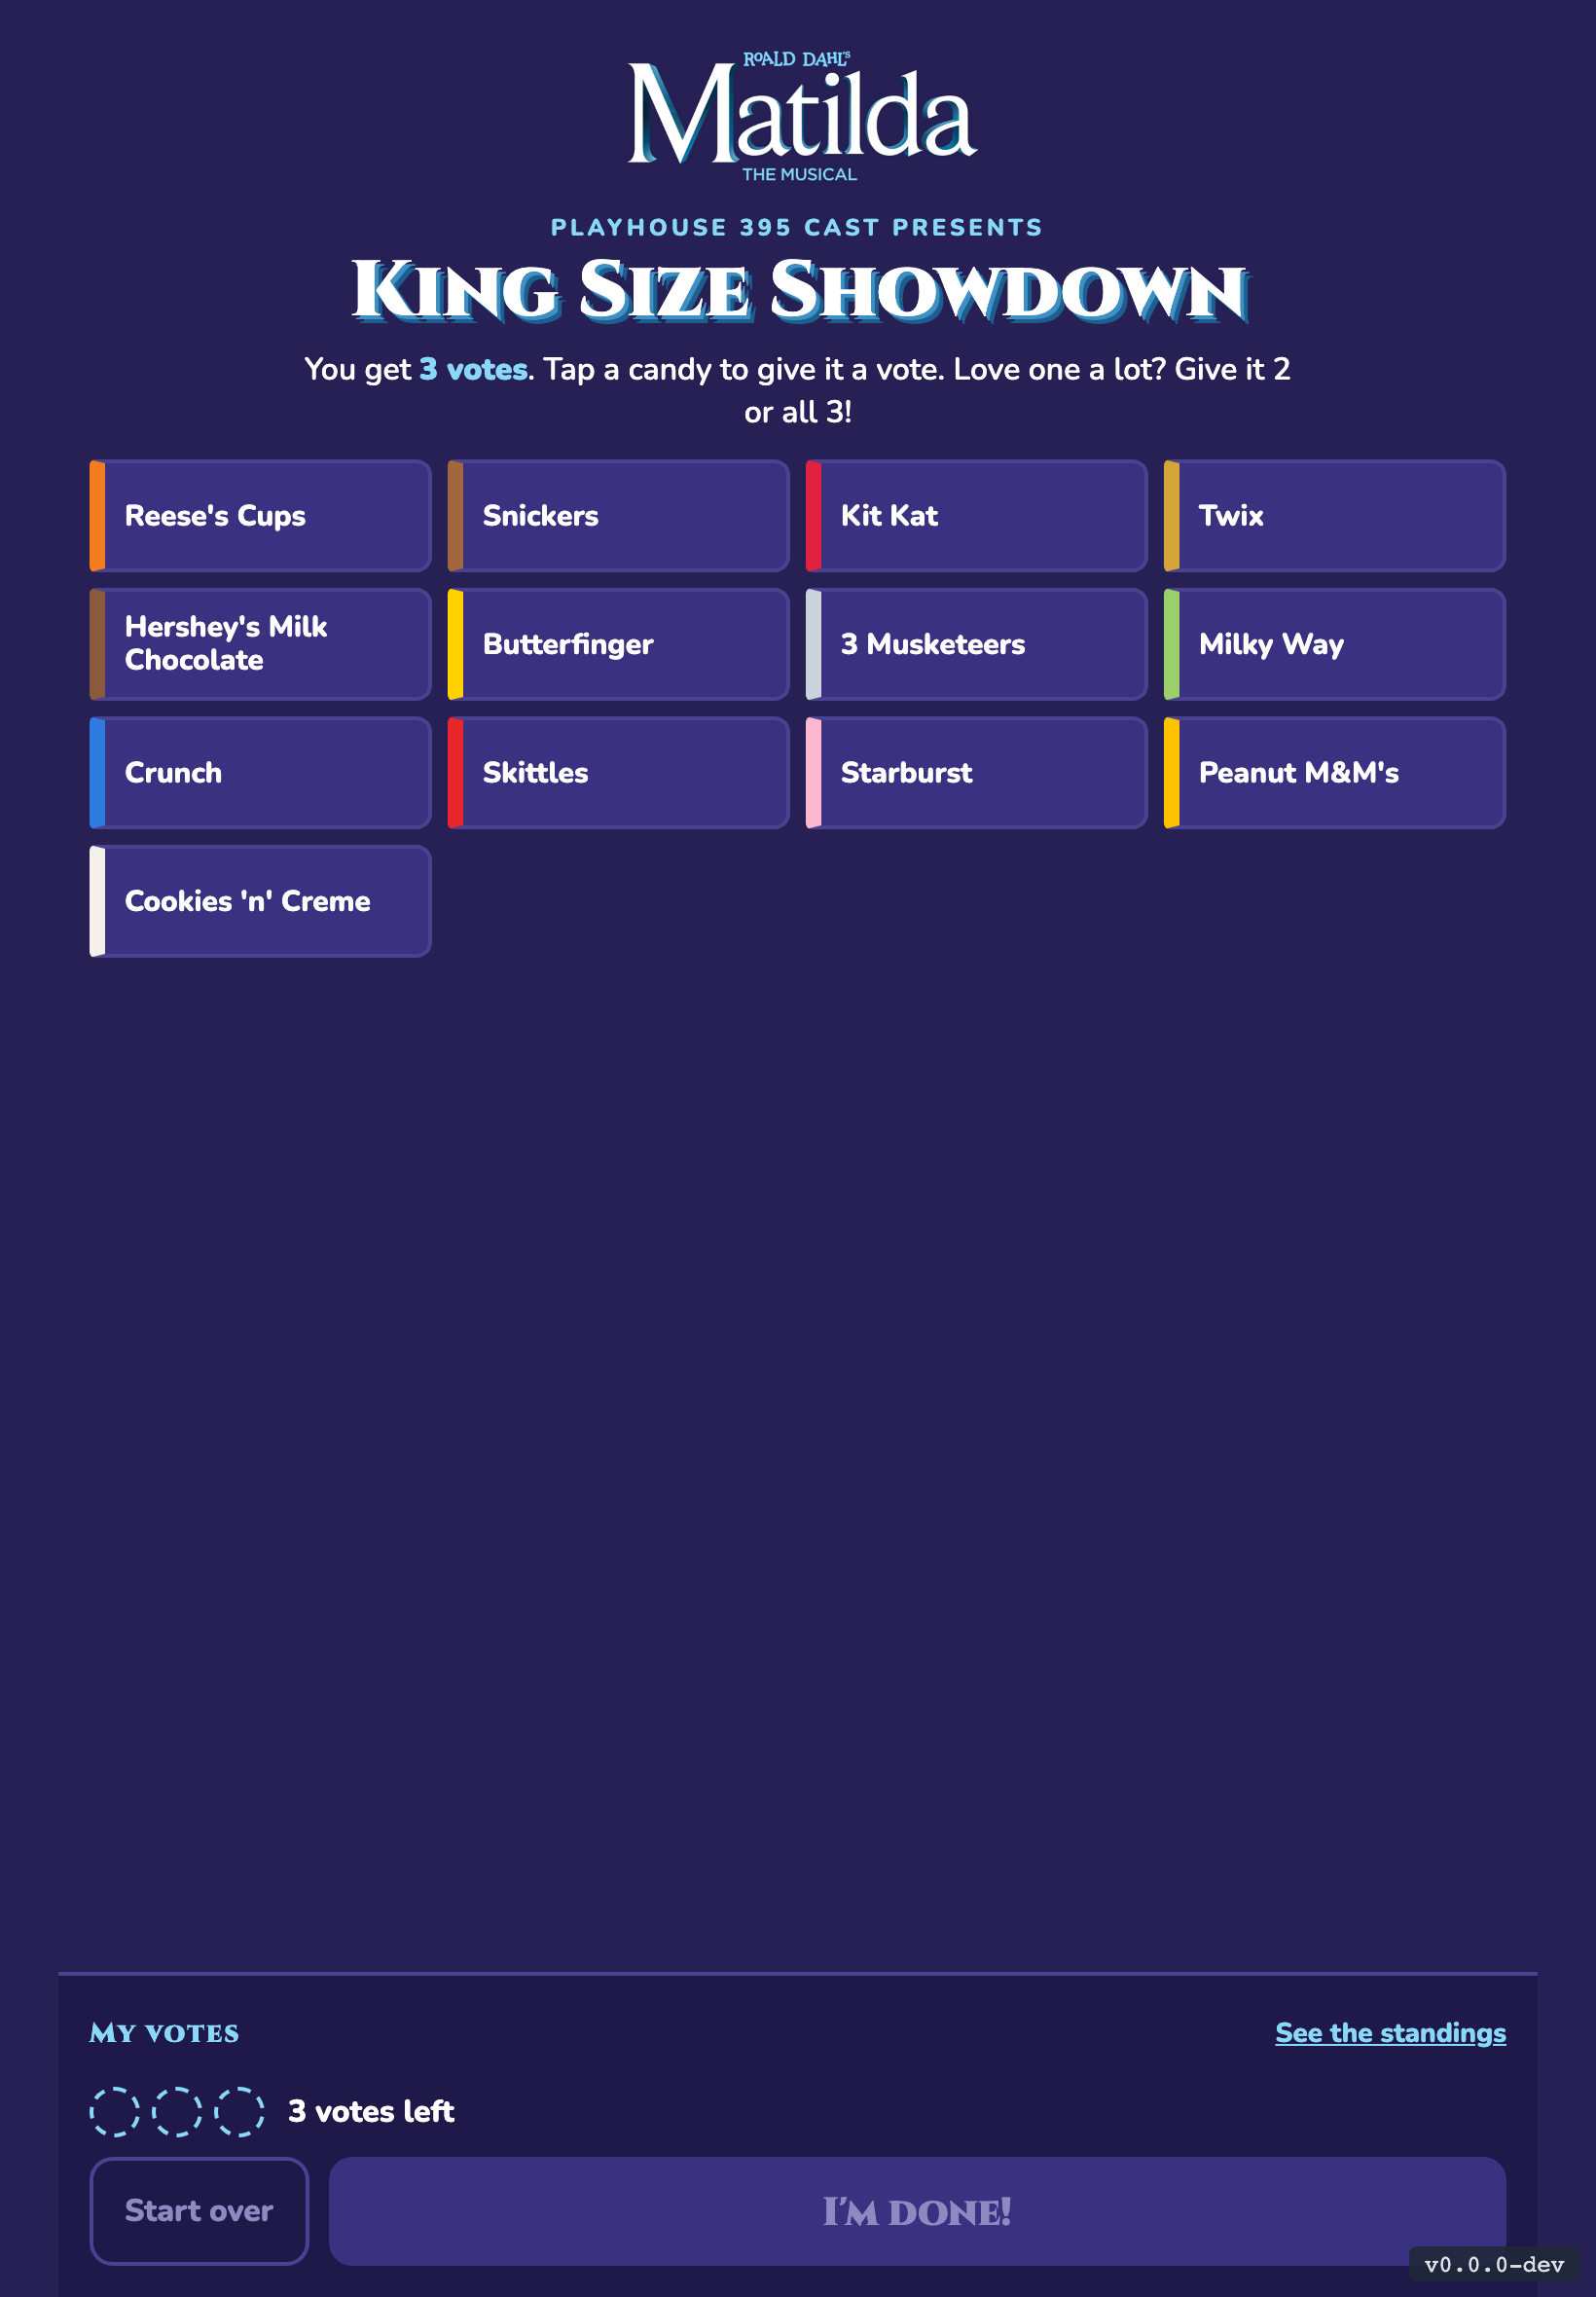 ROALD DAHL'S
Matilda
THE MUSICAL
PLAYHOUSE 395 CAST PRESENTS
King Size Showdown
You get 3 votes. Tap a candy to give it a vote. Love one a lot? Give it 2
or all 3!
Reese's Cups
Snickers
Kit Kat
Twix
Hershey's Milk
Chocolate
Butterfinger
3 Musketeers
Milky Way
Crunch
Skittles
Starburst
Peanut M&M's
Cookies 'n' Creme
My votes
See the standings
3 votes left
Start over
I'm done!
v0.0.0-dev